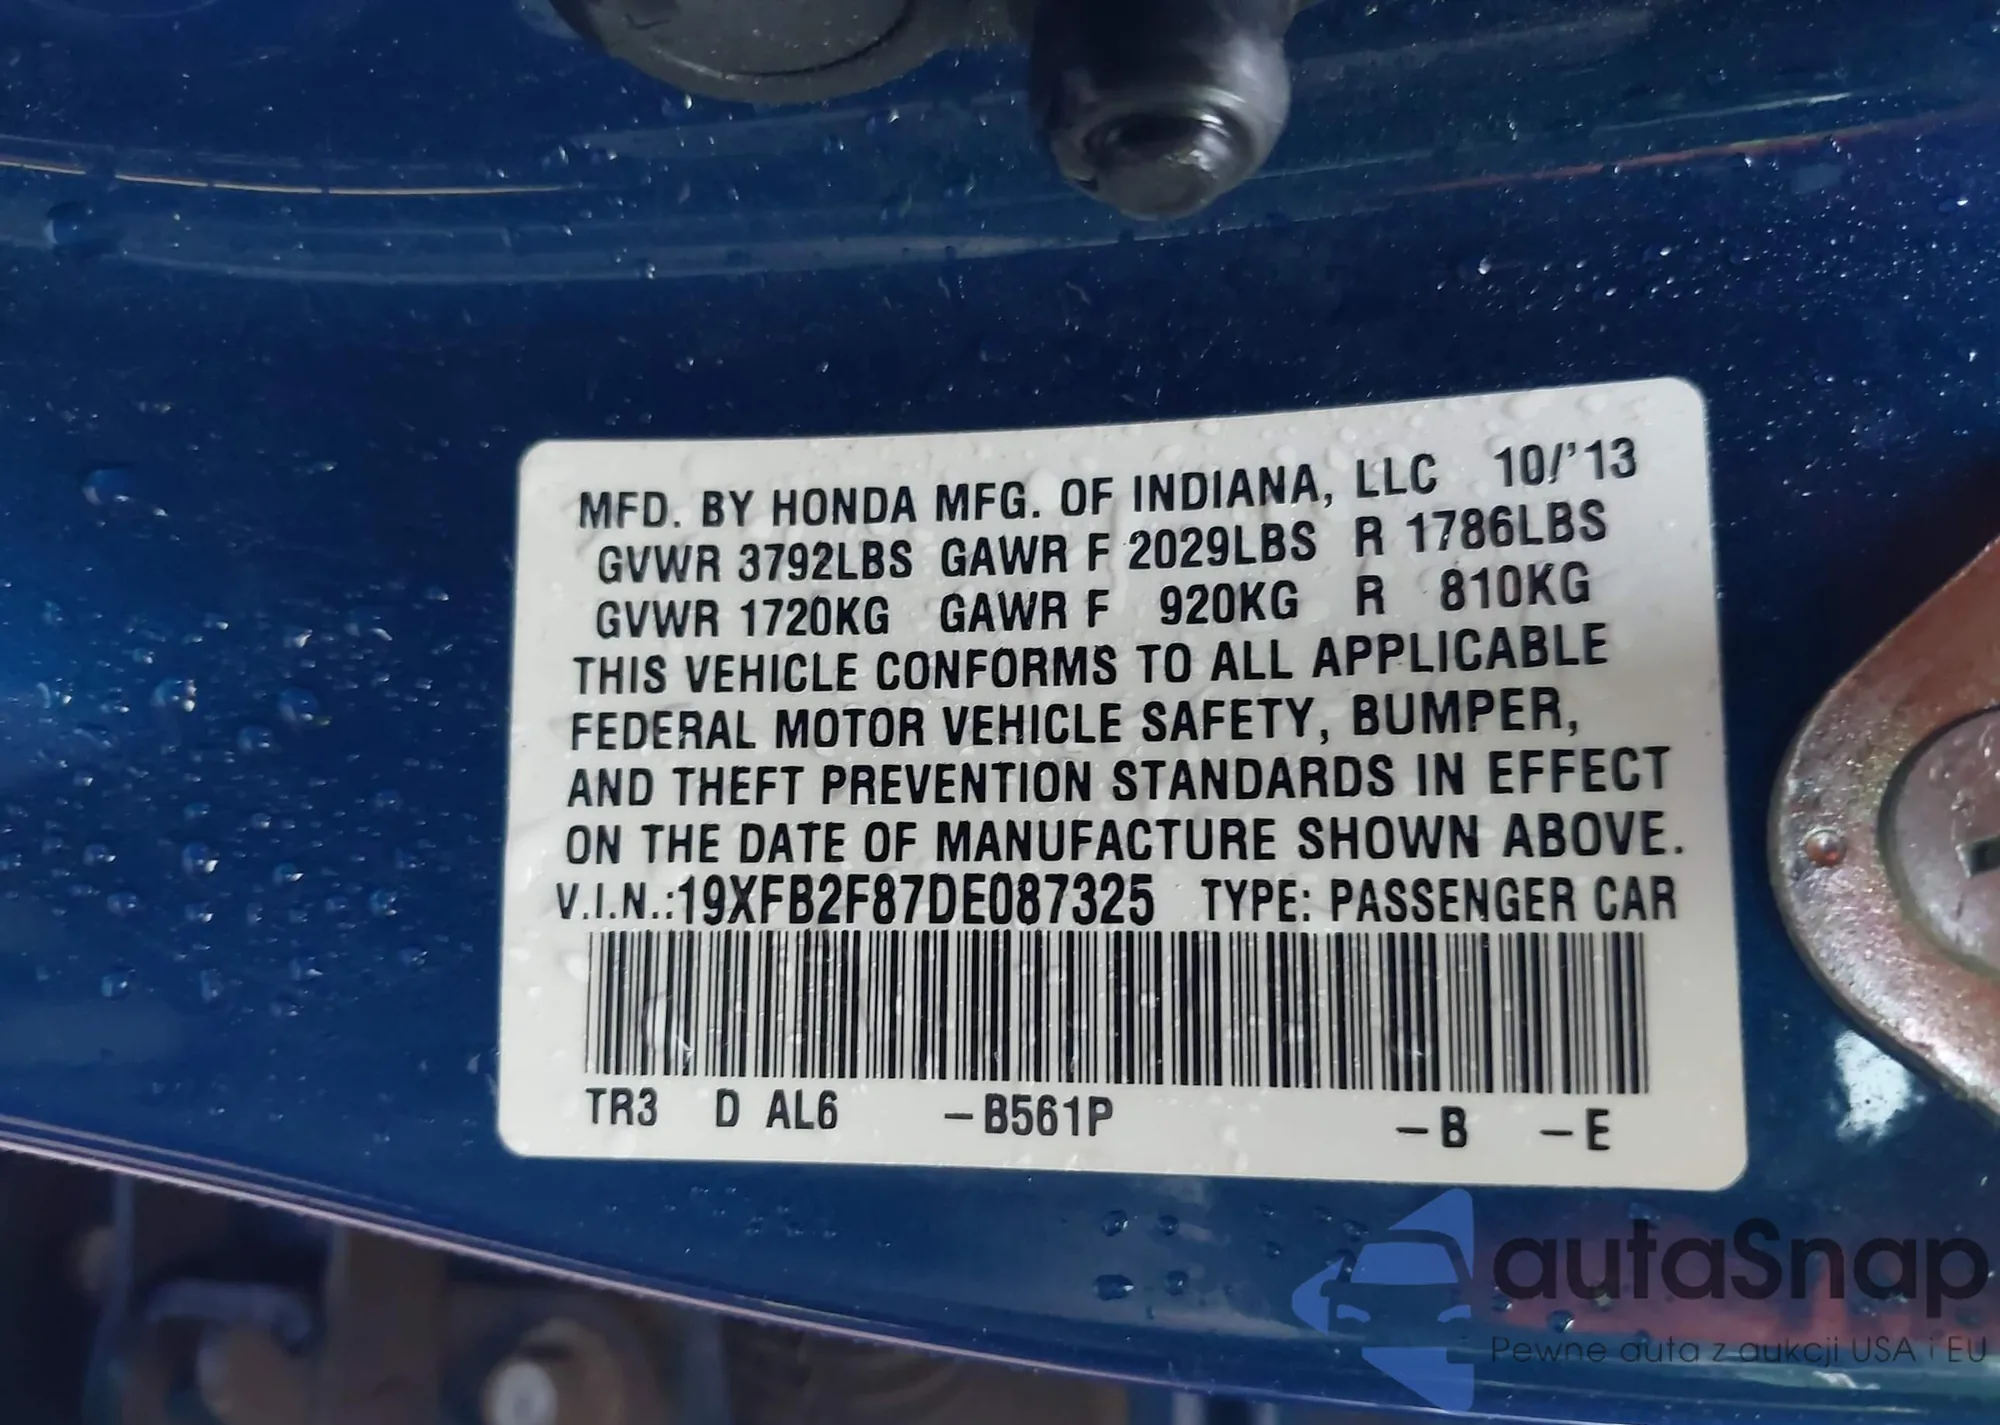 MFD. BY HONDA MFG. OF INDIANA, LLC 10/'13
GVWR 3792LBS GAWR F 2029LBS R 1786LBS
GVWR 1720KG GAWR F 920KG R 810KG
THIS VEHICLE CONFORMS TO ALL APPLICABLE
FEDERAL MOTOR VEHICLE SAFETY, BUMPER,
AND THEFT PREVENTION STANDARDS IN EFFECT
ON THE DATE OF MANUFACTURE SHOWN ABOVE.
V.I.N.:19XFB2F87DE087325 TYPE: PASSENGER CAR
TR3 D AL6 –B561P –B –E
autaSnap
Pewne auta z aukcji USA i EU